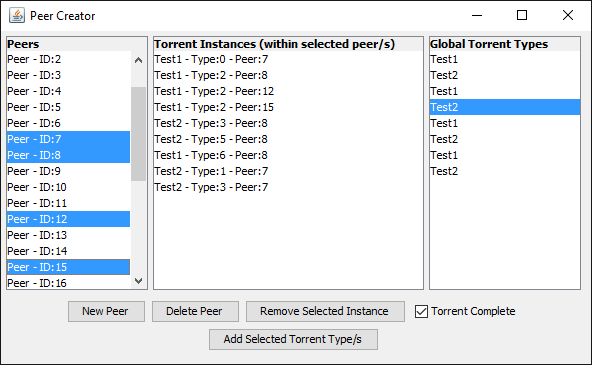 Peer Creator
Peers
Peer - ID:2
Peer - ID:3
Peer - ID:4
Peer - ID:5
Peer - ID:6
Peer - ID:7
Peer - ID:8
Peer - ID:9
Peer - ID:10
Peer - ID:11
Peer - ID:12
Peer - ID:13
Peer - ID:14
Peer - ID:15
Peer - ID:16
Torrent Instances (within selected peer/s)
Test1 - Type:0 - Peer:7
Test1 - Type:2 - Peer:8
Test1 - Type:2 - Peer:12
Test1 - Type:2 - Peer:15
Test2 - Type:3 - Peer:8
Test2 - Type:5 - Peer:8
Test1 - Type:6 - Peer:8
Test2 - Type:1 - Peer:7
Test2 - Type:3 - Peer:7
Global Torrent Types
Test1
Test2
Test1
Test2
Test1
Test2
Test1
Test2
New Peer
Delete Peer
Remove Selected Instance
Torrent Complete
Add Selected Torrent Type/s